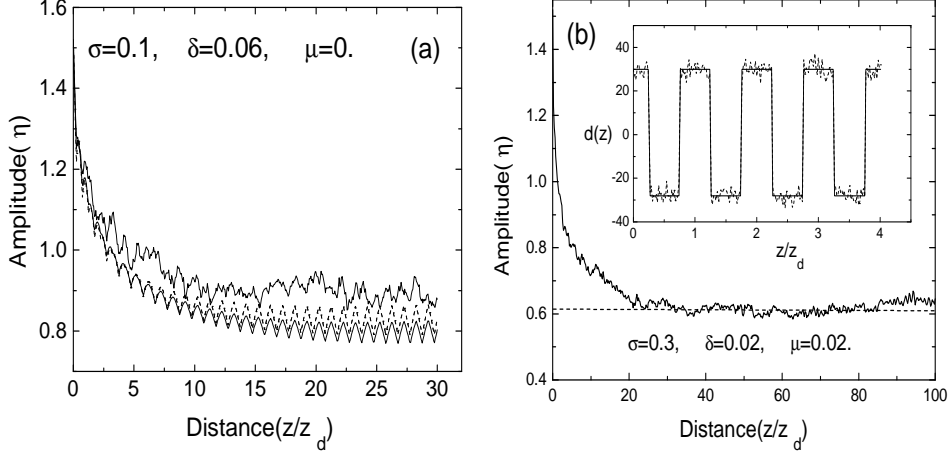 (a)
σ=0.1, δ=0.06, μ=0.
Amplitude( η)
1.6
1.4
1.2
1.0
0.8
0 5 10 15 20 25 30
Distance(z/z_d)
(b)
Amplitude( η)
1.4
1.2
1.0
0.8
0.6
0.4
0 20 40 60 80 100
Distance(z/z_d)
σ=0.3, δ=0.02, μ=0.02.
d(z)
40
20
0
-20
-40
0 1 2 3 4
z/z_d